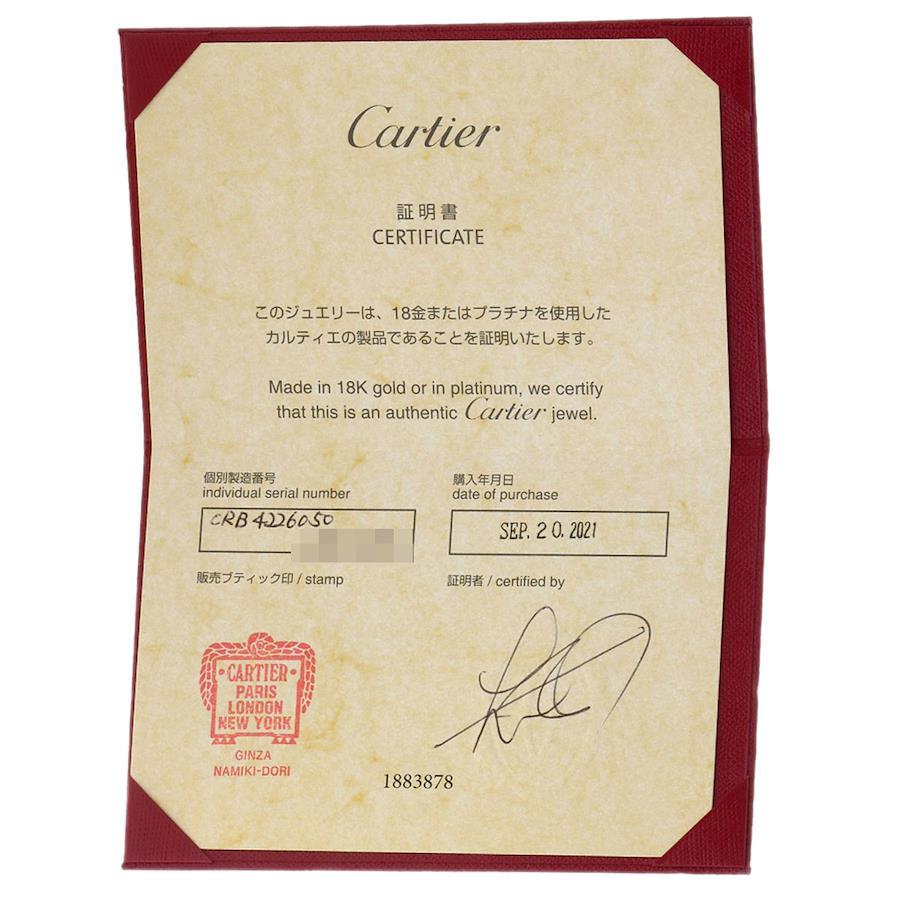 Cartier
証明書
CERTIFICATE
このジュエリーは、18金またはプラチナを使用した
カルティエの製品であることを証明いたします。
Made in 18K gold or in platinum, we certify
that this is an authentic Cartier jewel.
個別製造番号
individual serial number
CRB4226050
購入年月日
date of purchase
SEP. 20. 2021
販売ブティック印 / stamp
証明者 / certified by
CARTIER
PARIS
LONDON
NEW YORK
GINZA
NAMIKI-DORI
1883878